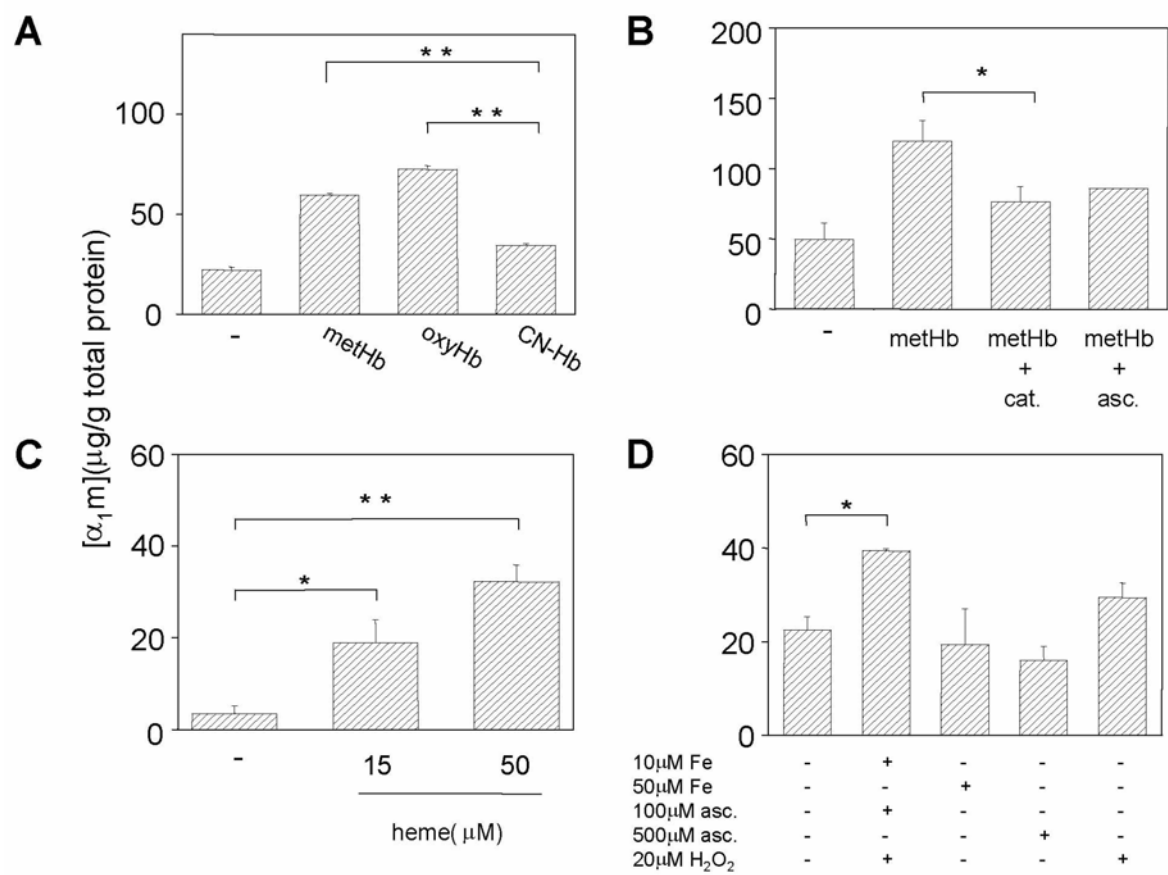 A
[α₁m](μg/g total protein)
100
50
0
* *
* *
-
metHb
oxyHb
CN-Hb
B
200
150
100
50
0
*
-
metHb
metHb
+
cat.
metHb
+
asc.
C
60
40
20
0
* *
*
-
15
50
heme( μM)
D
60
40
20
0
*
10μM Fe - + - - -
50μM Fe - - + - -
100μM asc. - + - - -
500μM asc. - - - + -
20μM H₂O₂ - + - - +